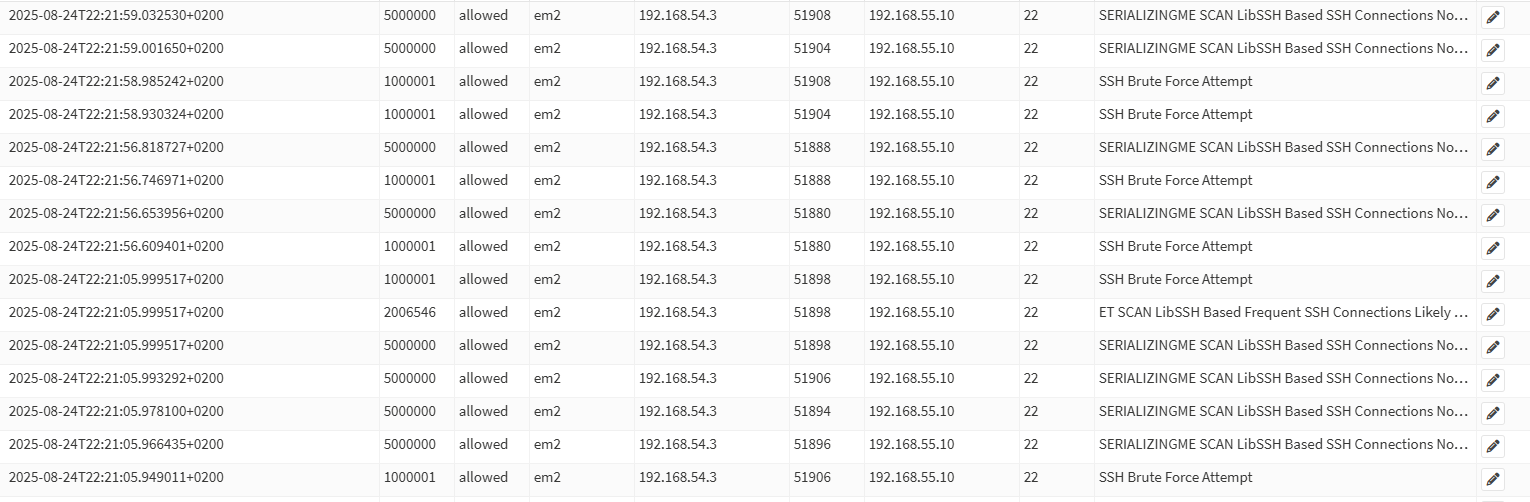 2025-08-24T22:21:59.032530+0200 5000000 allowed em2 192.168.54.3 51908 192.168.55.10 22 SERIALIZINGME SCAN LibSSH Based SSH Connections No...
2025-08-24T22:21:59.001650+0200 5000000 allowed em2 192.168.54.3 51904 192.168.55.10 22 SERIALIZINGME SCAN LibSSH Based SSH Connections No...
2025-08-24T22:21:58.985242+0200 1000001 allowed em2 192.168.54.3 51908 192.168.55.10 22 SSH Brute Force Attempt
2025-08-24T22:21:58.930324+0200 1000001 allowed em2 192.168.54.3 51904 192.168.55.10 22 SSH Brute Force Attempt
2025-08-24T22:21:56.818727+0200 5000000 allowed em2 192.168.54.3 51888 192.168.55.10 22 SERIALIZINGME SCAN LibSSH Based SSH Connections No...
2025-08-24T22:21:56.746971+0200 1000001 allowed em2 192.168.54.3 51888 192.168.55.10 22 SSH Brute Force Attempt
2025-08-24T22:21:56.653956+0200 5000000 allowed em2 192.168.54.3 51880 192.168.55.10 22 SERIALIZINGME SCAN LibSSH Based SSH Connections No...
2025-08-24T22:21:56.609401+0200 1000001 allowed em2 192.168.54.3 51880 192.168.55.10 22 SSH Brute Force Attempt
2025-08-24T22:21:05.999517+0200 1000001 allowed em2 192.168.54.3 51898 192.168.55.10 22 SSH Brute Force Attempt
2025-08-24T22:21:05.999517+0200 2006546 allowed em2 192.168.54.3 51898 192.168.55.10 22 ET SCAN LibSSH Based Frequent SSH Connections Likely ...
2025-08-24T22:21:05.999517+0200 5000000 allowed em2 192.168.54.3 51898 192.168.55.10 22 SERIALIZINGME SCAN LibSSH Based SSH Connections No...
2025-08-24T22:21:05.993292+0200 5000000 allowed em2 192.168.54.3 51906 192.168.55.10 22 SERIALIZINGME SCAN LibSSH Based SSH Connections No...
2025-08-24T22:21:05.978100+0200 5000000 allowed em2 192.168.54.3 51894 192.168.55.10 22 SERIALIZINGME SCAN LibSSH Based SSH Connections No...
2025-08-24T22:21:05.966435+0200 5000000 allowed em2 192.168.54.3 51896 192.168.55.10 22 SERIALIZINGME SCAN LibSSH Based SSH Connections No...
2025-08-24T22:21:05.949011+0200 1000001 allowed em2 192.168.54.3 51906 192.168.55.10 22 SSH Brute Force Attempt